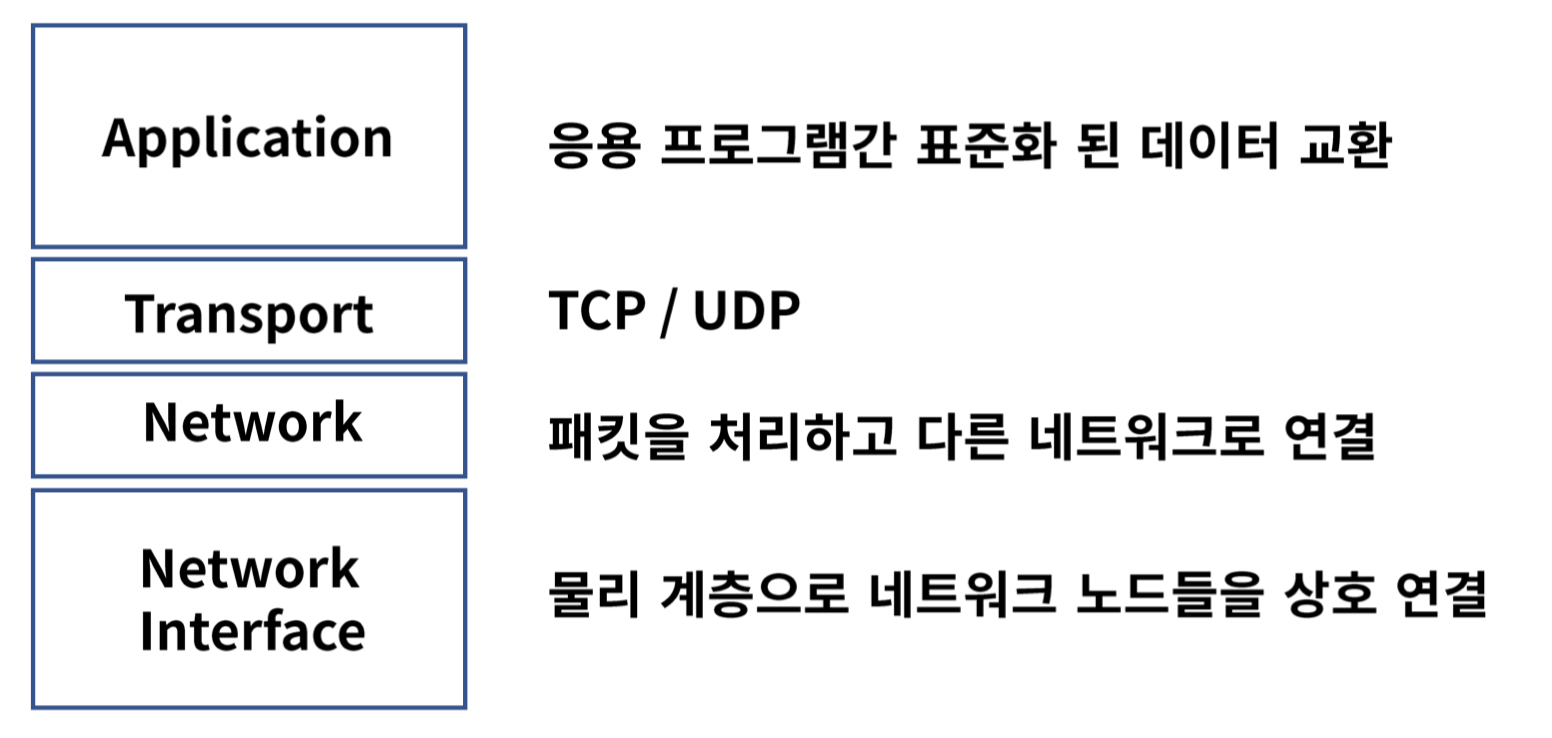 Application
응용 프로그램간 표준화 된 데이터 교환
Transport
TCP / UDP
Network
패킷을 처리하고 다른 네트워크로 연결
Network
Interface
물리 계층으로 네트워크 노드들을 상호 연결